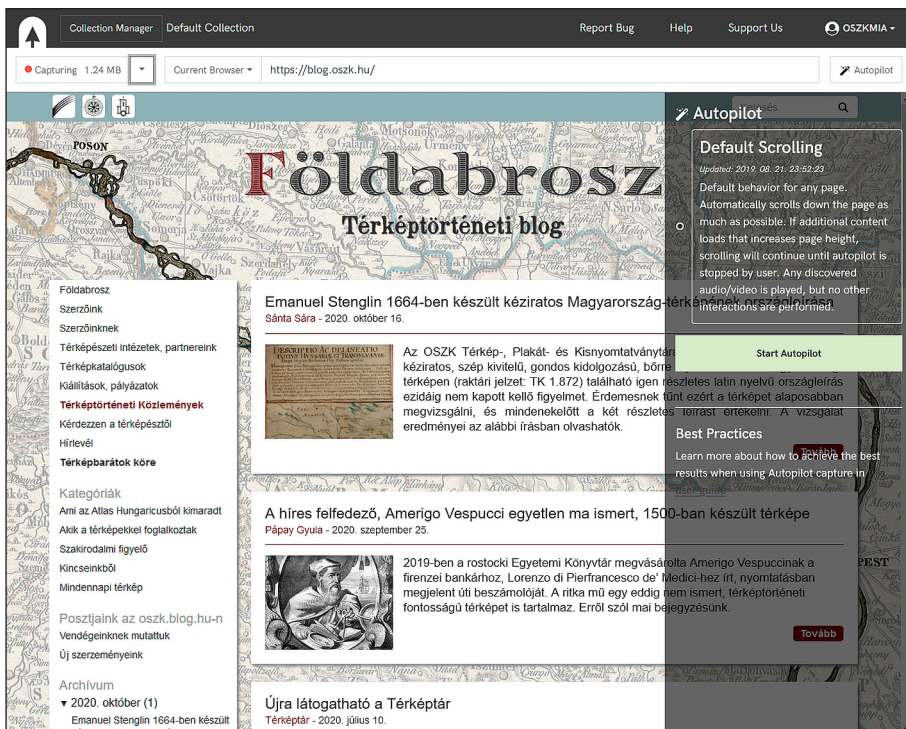 Collection Manager Default Collection Report Bug Help Support Us OSZKMIA
Capturing 1.24 MB Current Browser https://blog.oszk.hu/ Autopilot
Keresés
Földabrosz
Térképtörténeti blog
POSON
PEST
Földabrosz
Szerzőink
Szerzőinknek
Térképészeti intézetek, partnereink
Térképkatalógusok
Kiállítások, pályázatok
Térképtörténeti Közlemények
Kérdezzen a térképésztől
Hírlevél
Térképbarátok köre
Kategóriák
Ami az Atlas Hungaricusból kimaradt
Akik a térképekkel foglalkoztak
Szakirodalmi figyelő
Kincseinkből
Mindennapi térkép
Posztjaink az oszk.blog.hu-n
Vendégeinknek mutattuk
Új szerzeményeink
Archívum
▼ 2020. október (1)
Emanuel Stenglin 1664-ben készült
Emanuel Stenglin 1664-ben készült kéziratos Magyarország-térképének országleírása
Sánta Sára - 2020. október 16.
Az OSZK Térkép-, Plakát- és Kisnyomtatványtára
kéziratos, szép kivitelű, gondos kidolgozású, bőrre
térképen (raktári jelzet: TK 1.872) található igen részletes latin nyelvű országleírás
ezidáig nem kapott kellő figyelmet. Érdemesnek tűnt ezért a térképet alaposabban
megvizsgálni, és mindenekelőtt a két részletes leírást értékelni. A vizsgálat
eredményei az alábbi írásban olvashatók.
Tovább
A híres felfedező, Amerigo Vespucci egyetlen ma ismert, 1500-ban készült térképe
Pápay Gyula - 2020. szeptember 25.
2019-ben a rostocki Egyetemi Könyvtár megvásárolta Amerigo Vespuccinak a
firenzei bankárhoz, Lorenzo di Pierfrancesco de' Medici-hez írt, nyomtatásban
megjelent úti beszámolóját. A ritka mű egy eddig nem ismert, térképtörténeti
fontosságú térképet is tartalmaz. Erről szól mai bejegyzésünk.
Tovább
Újra látogatható a Térképtár
Térképtár - 2020. július 10.
Autopilot
Default Scrolling
Updated: 2019. 08. 21. 23:52:23
Default behavior for any page.
Automatically scrolls down the page as
much as possible. If additional content
loads that increases page height,
scrolling will continue until autopilot is
stopped by user. Any discovered
audio/video is played, but no other
interactions are performed.
Start Autopilot
Best Practices
Learn more about how to achieve the best
results when using Autopilot capture in
user guide